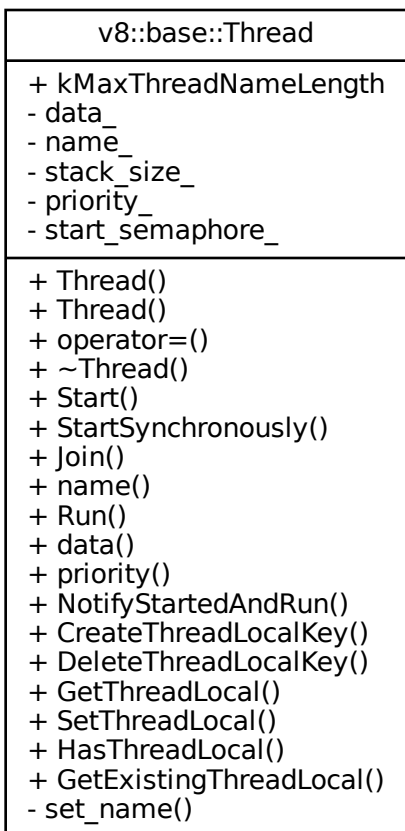 v8::base::Thread
+ kMaxThreadNameLength
- data_
- name_
- stack_size_
- priority_
- start_semaphore_
+ Thread()
+ Thread()
+ operator=()
+ ~Thread()
+ Start()
+ StartSynchronously()
+ Join()
+ name()
+ Run()
+ data()
+ priority()
+ NotifyStartedAndRun()
+ CreateThreadLocalKey()
+ DeleteThreadLocalKey()
+ GetThreadLocal()
+ SetThreadLocal()
+ HasThreadLocal()
+ GetExistingThreadLocal()
- set_name()